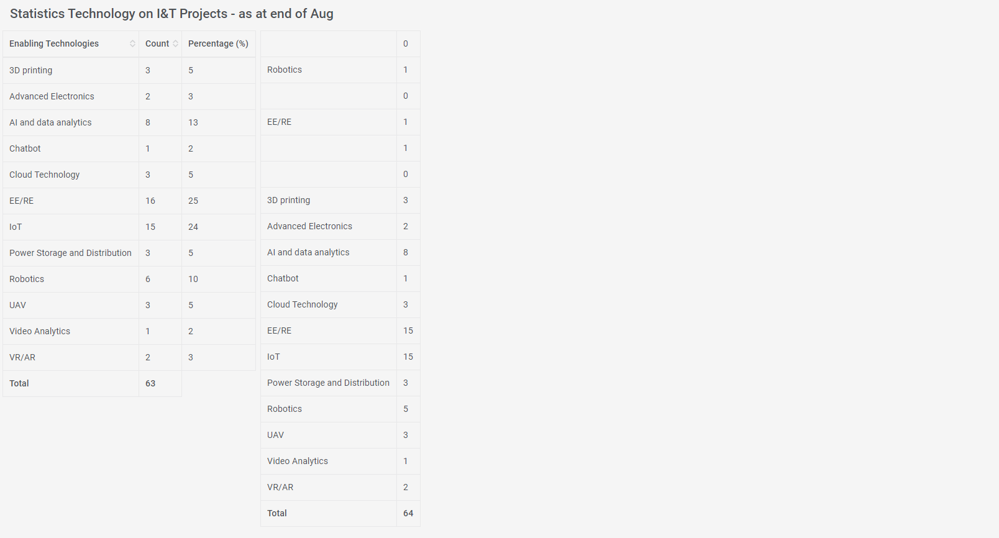 Statistics Technology on I&T Projects - as at end of Aug
Enabling Technologies Count Percentage (%)
3D printing 3 5
Advanced Electronics 2 3
AI and data analytics 8 13
Chatbot 1 2
Cloud Technology 3 5
EE/RE 16 25
IoT 15 24
Power Storage and Distribution 3 5
Robotics 6 10
UAV 3 5
Video Analytics 1 2
VR/AR 2 3
Total 63
0
Robotics 1
0
EE/RE 1
1
0
3D printing 3
Advanced Electronics 2
AI and data analytics 8
Chatbot 1
Cloud Technology 3
EE/RE 15
IoT 15
Power Storage and Distribution 3
Robotics 5
UAV 3
Video Analytics 1
VR/AR 2
Total 64